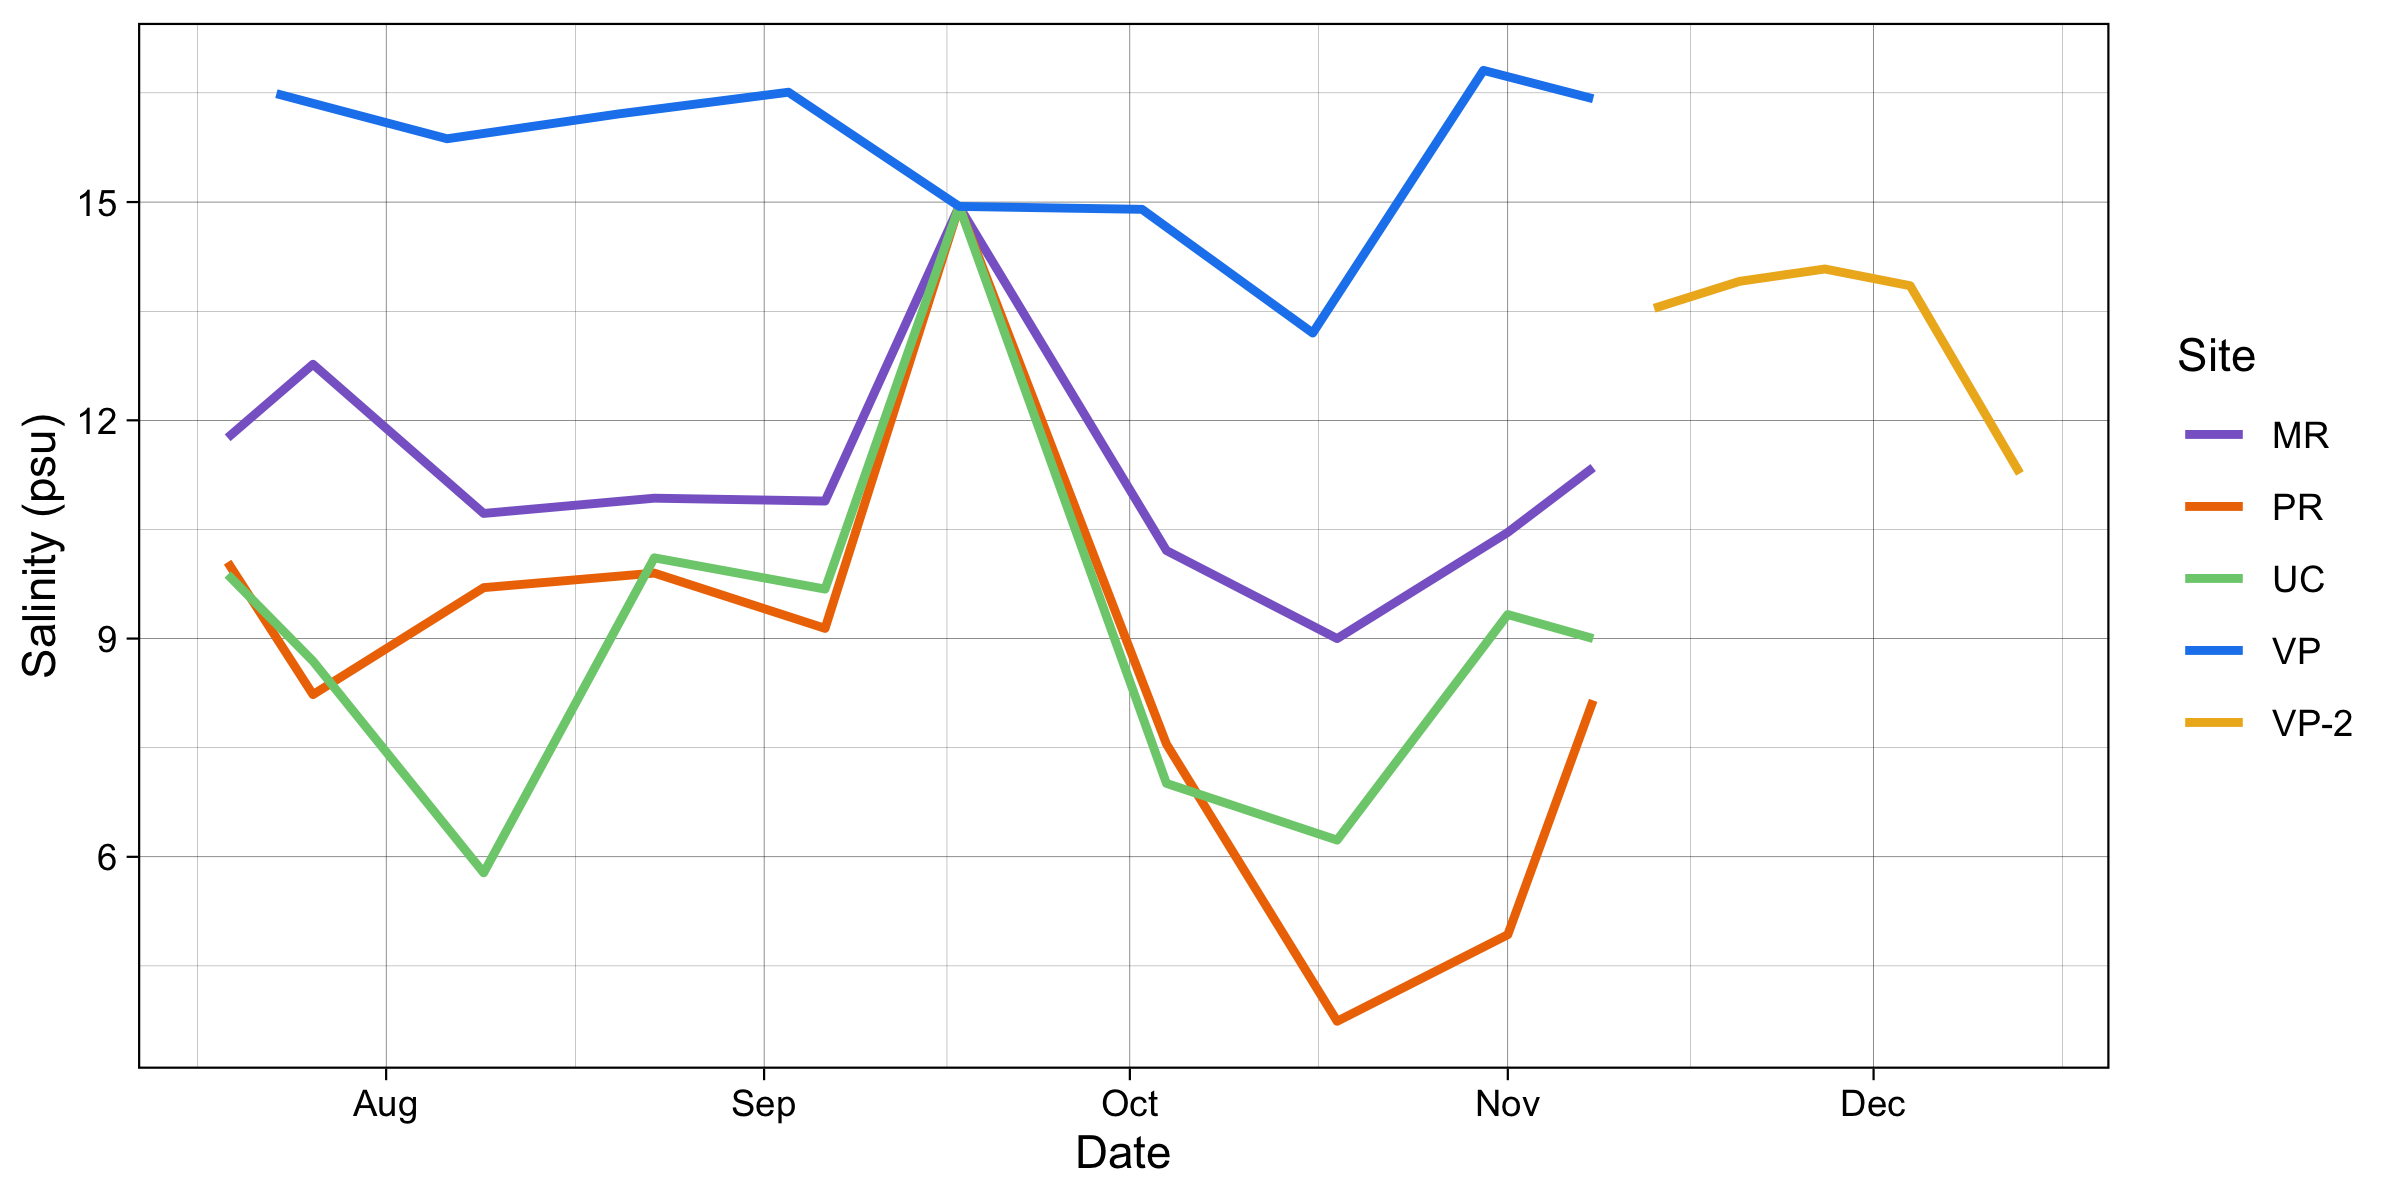 Salinity (psu)
15
12
9
6
Aug Sep Oct Nov Dec
Date
Site
MR
PR
UC
VP
VP-2